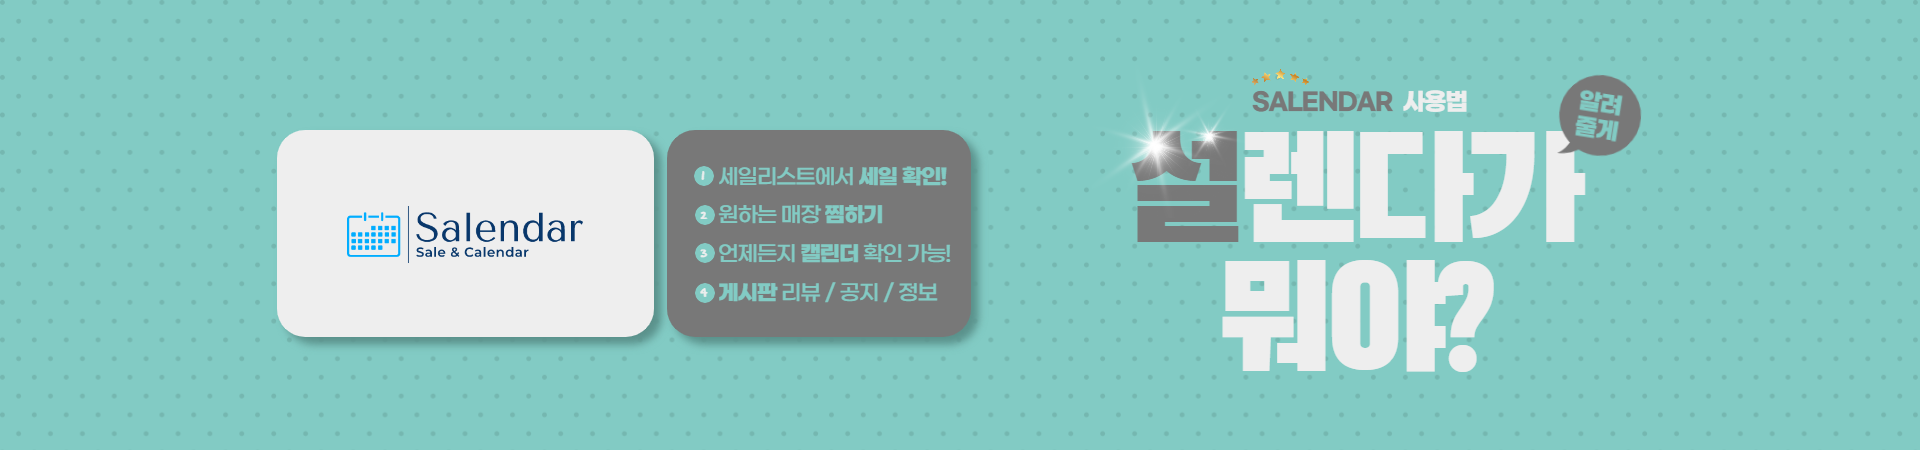 Salendar
Sale & Calendar
1 세일리스트에서 세일 확인!
2 원하는 매장 찜하기
3 언제든지 캘린더 확인 가능!
4 게시판 리뷰 / 공지 / 정보
SALENDAR 사용법
알려
줄게
설렌다가
뭐야?